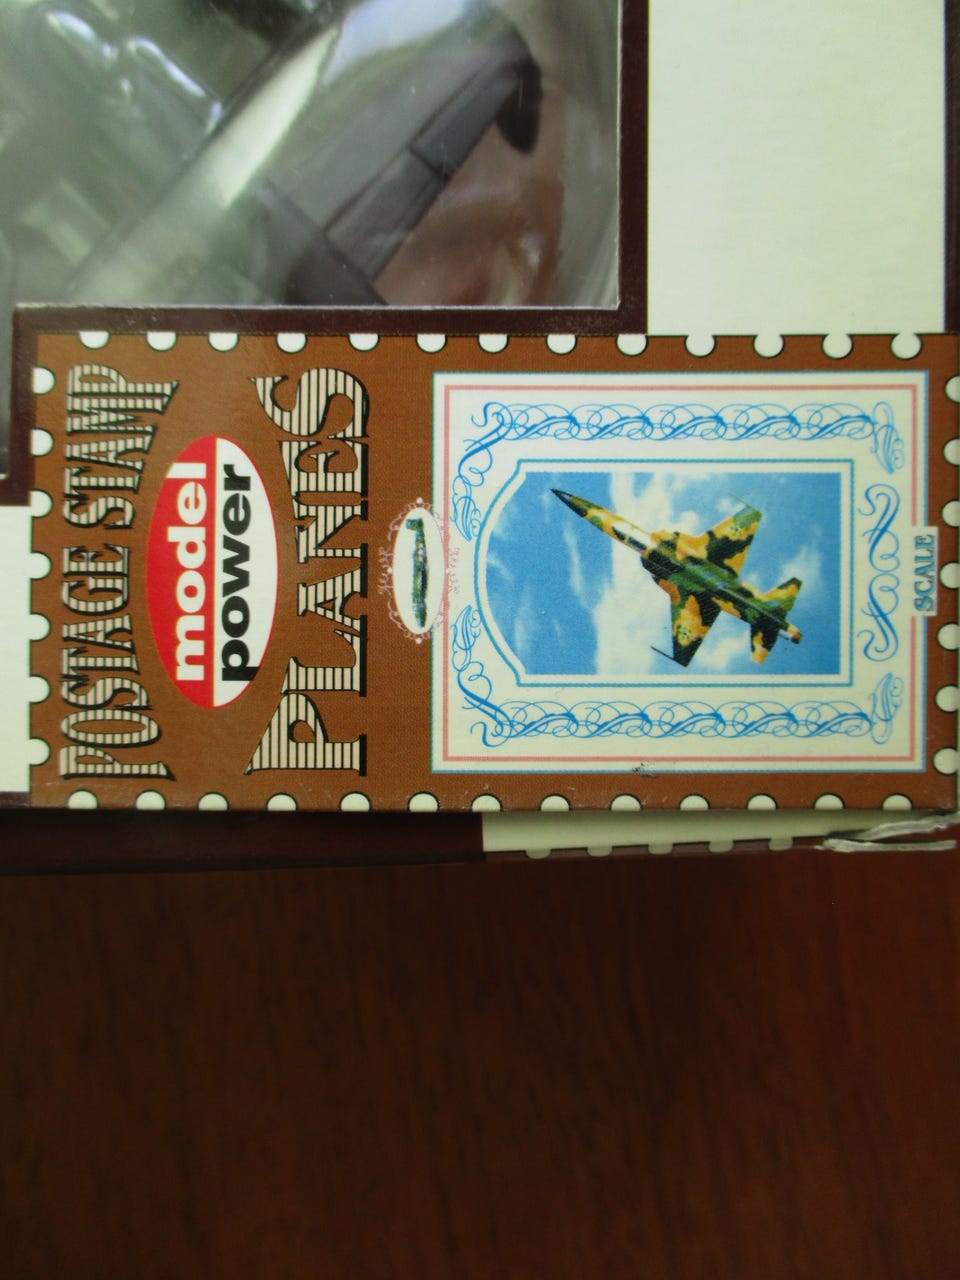 POSTAGE STAMP
model
power
PLANES
SCALE